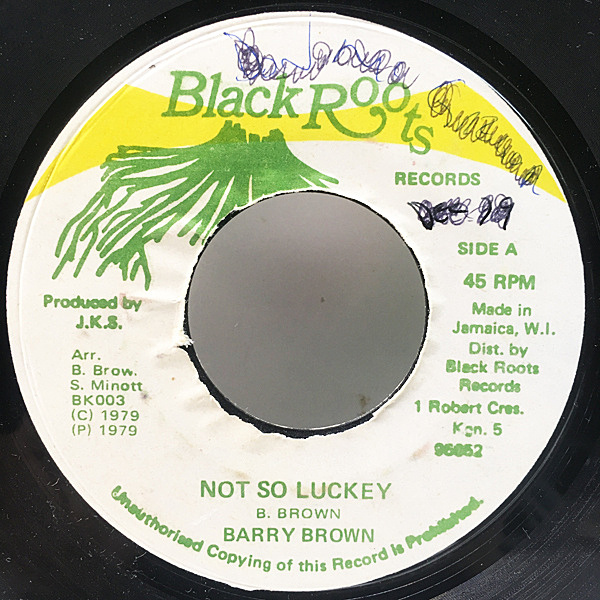 Black Roots
RECORDS
SIDE A
45 RPM
Made in
Jamaica, W.I.
Dist. by
Black Roots
Records
1 Robert Cres.
Kgn. 5
Produced by
J.K.S.
Arr.
B. Brow.
S. Minott
BK003
(C) 1979
(P) 1979
NOT SO LUCKEY
B. BROWN
BARRY BROWN
Unauthorised Copying of this Record is Prohibited.